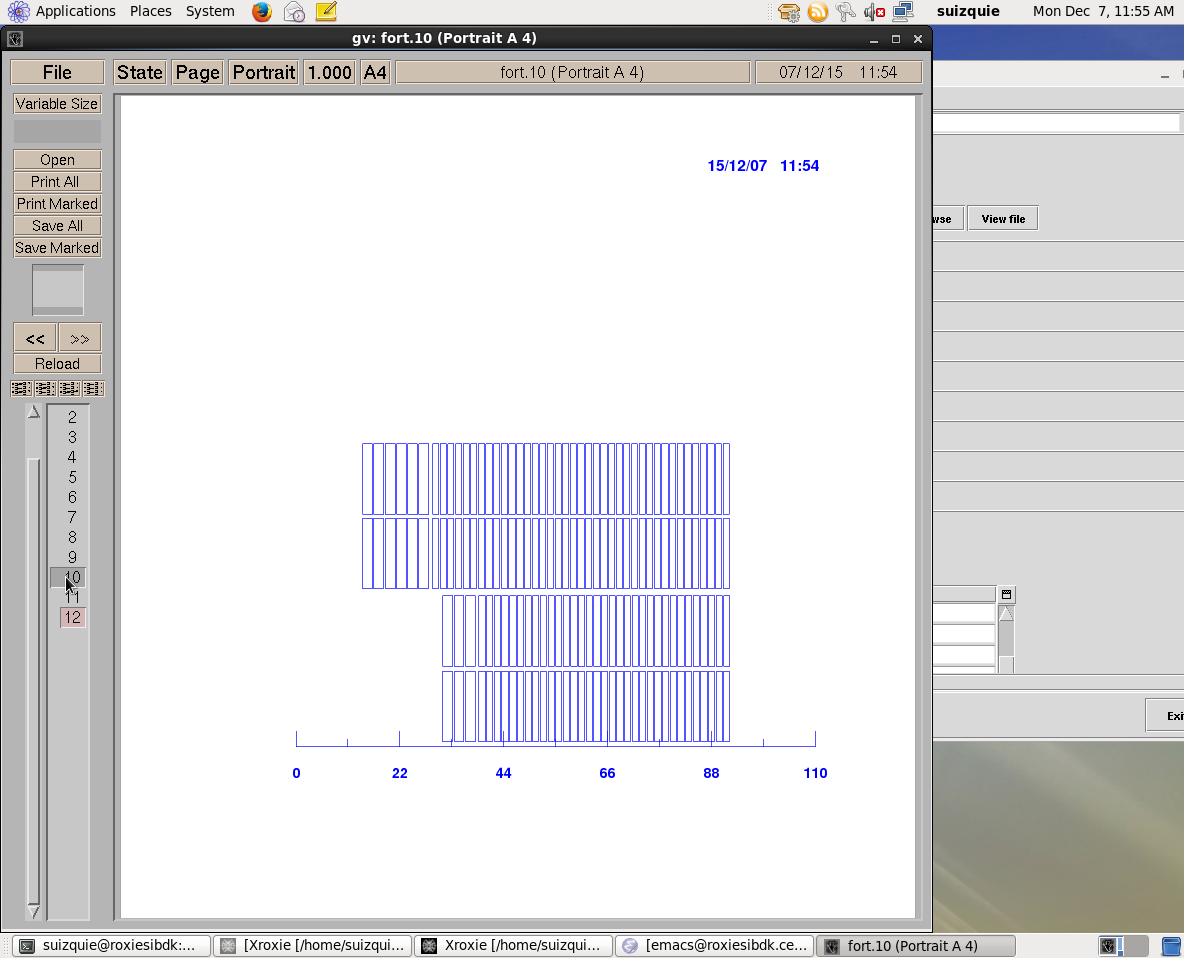 Applications Places System suizquie Mon Dec 7, 11:55 AM
gv: fort.10 (Portrait A 4)
File State Page Portrait 1.000 A4 fort.10 (Portrait A 4) 07/12/15 11:54
Variable Size
Open
Print All
Print Marked
Save All
Save Marked
<< >>
Reload
2
3
4
5
6
7
8
9
10
11
12
15/12/07 11:54
0 22 44 66 88 110
wse View file
Exi
suizquie@roxiesibdk:... [Xroxie [/home/suizqui... Xroxie [/home/suizqui... [emacs@roxiesibdk.ce... fort.10 (Portrait A 4)